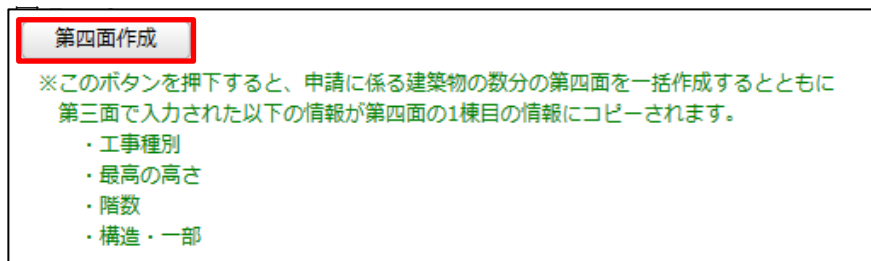 第四面作成
※このボタンを押下すると、申請に係る建築物の数分の第四面を一括作成するとともに
第三面で入力された以下の情報が第四面の1棟目の情報にコピーされます。
・工事種別
・最高の高さ
・階数
・構造・一部